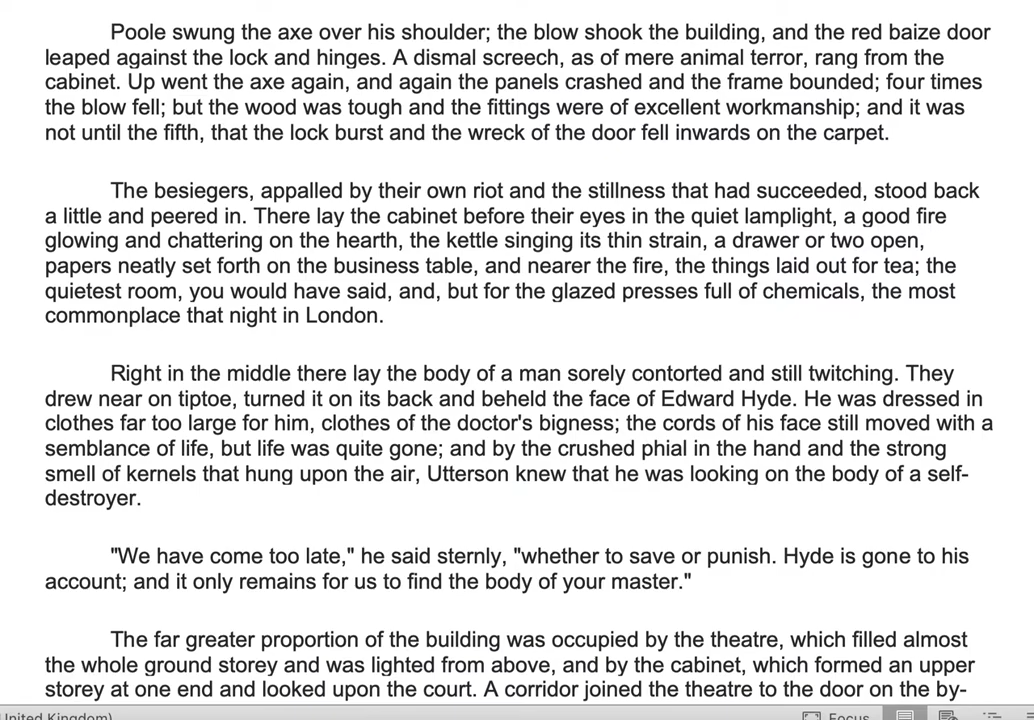 Poole swung the axe over his shoulder; the blow shook the building, and the red baize door
leaped against the lock and hinges. A dismal screech, as of mere animal terror, rang from the
cabinet. Up went the axe again, and again the panels crashed and the frame bounded; four times
the blow fell; but the wood was tough and the fittings were of excellent workmanship; and it was
not until the fifth, that the lock burst and the wreck of the door fell inwards on the carpet.
The besiegers, appalled by their own riot and the stillness that had succeeded, stood back
a little and peered in. There lay the cabinet before their eyes in the quiet lamplight, a good fire
glowing and chattering on the hearth, the kettle singing its thin strain, a drawer or two open,
papers neatly set forth on the business table, and nearer the fire, the things laid out for tea; the
quietest room, you would have said, and, but for the glazed presses full of chemicals, the most
commonplace that night in London.
Right in the middle there lay the body of a man sorely contorted and still twitching. They
drew near on tiptoe, turned it on its back and beheld the face of Edward Hyde. He was dressed in
clothes far too large for him, clothes of the doctor's bigness; the cords of his face still moved with a
semblance of life, but life was quite gone; and by the crushed phial in the hand and the strong
smell of kernels that hung upon the air, Utterson knew that he was looking on the body of a self-
destroyer.
"We have come too late," he said sternly, "whether to save or punish. Hyde is gone to his
account; and it only remains for us to find the body of your master."
The far greater proportion of the building was occupied by the theatre, which filled almost
the whole ground storey and was lighted from above, and by the cabinet, which formed an upper
storey at one end and looked upon the court. A corridor joined the theatre to the door on the by-
United Kingdom) Focus